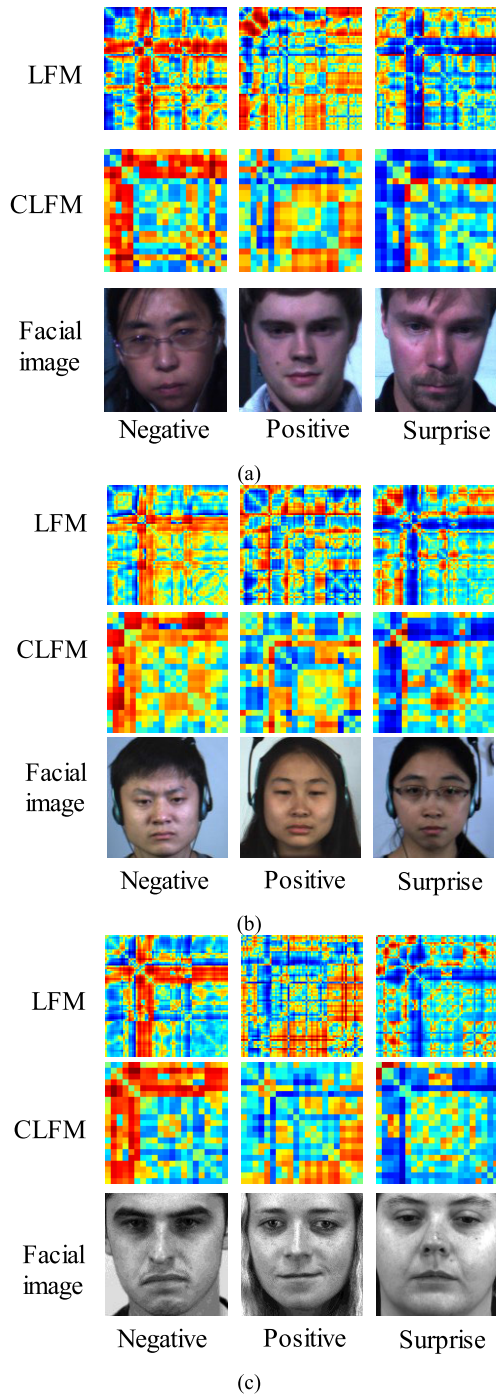 LFM
CLFM
Facial
image
Negative Positive Surprise
(a)
LFM
CLFM
Facial
image
Negative Positive Surprise
(b)
LFM
CLFM
Facial
image
Negative Positive Surprise
(c)